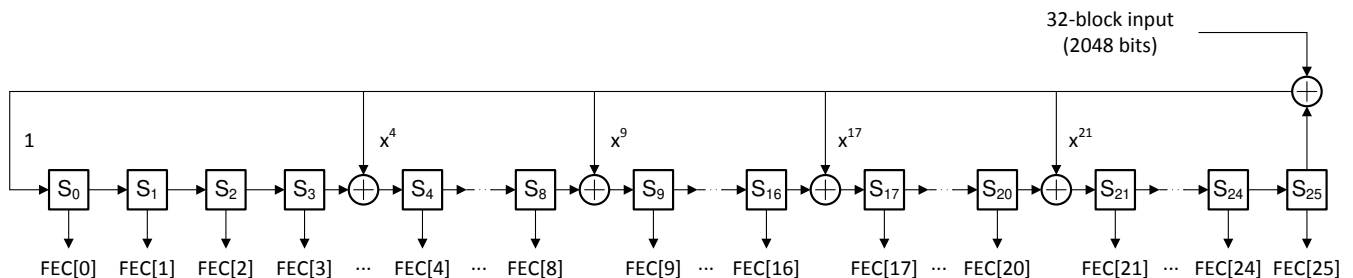 32-block input
(2048 bits)
1
x⁴
x⁹
x¹⁷
x²¹
S₀ S₁ S₂ S₃ S₄ S₈ S₉ S₁₆ S₁₇ S₂₀ S₂₁ S₂₄ S₂₅
FEC[0] FEC[1] FEC[2] FEC[3] ··· FEC[4] ··· FEC[8] FEC[9] ··· FEC[16] FEC[17] ··· FEC[20] FEC[21] ··· FEC[24] FEC[25]